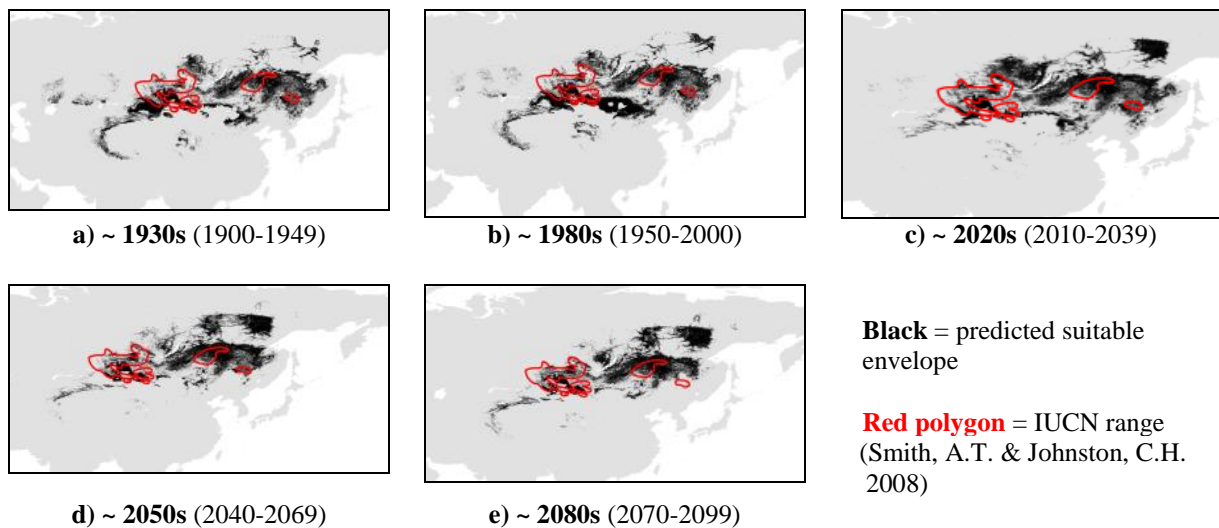 a) ~ 1930s (1900-1949)
b) ~ 1980s (1950-2000)
c) ~ 2020s (2010-2039)
d) ~ 2050s (2040-2069)
e) ~ 2080s (2070-2099)
Black = predicted suitable
envelope
Red polygon = IUCN range
(Smith, A.T. & Johnston, C.H.
2008)